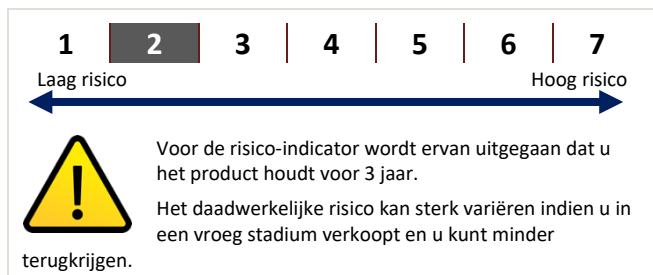 1 2 3 4 5 6 7
Laag risico Hoog risico
Voor de risico-indicator wordt ervan uitgegaan dat u
het product houdt voor 3 jaar.
Het daadwerkelijke risico kan sterk variëren indien u in
een vroeg stadium verkoopt en u kunt minder
terugkrijgen.